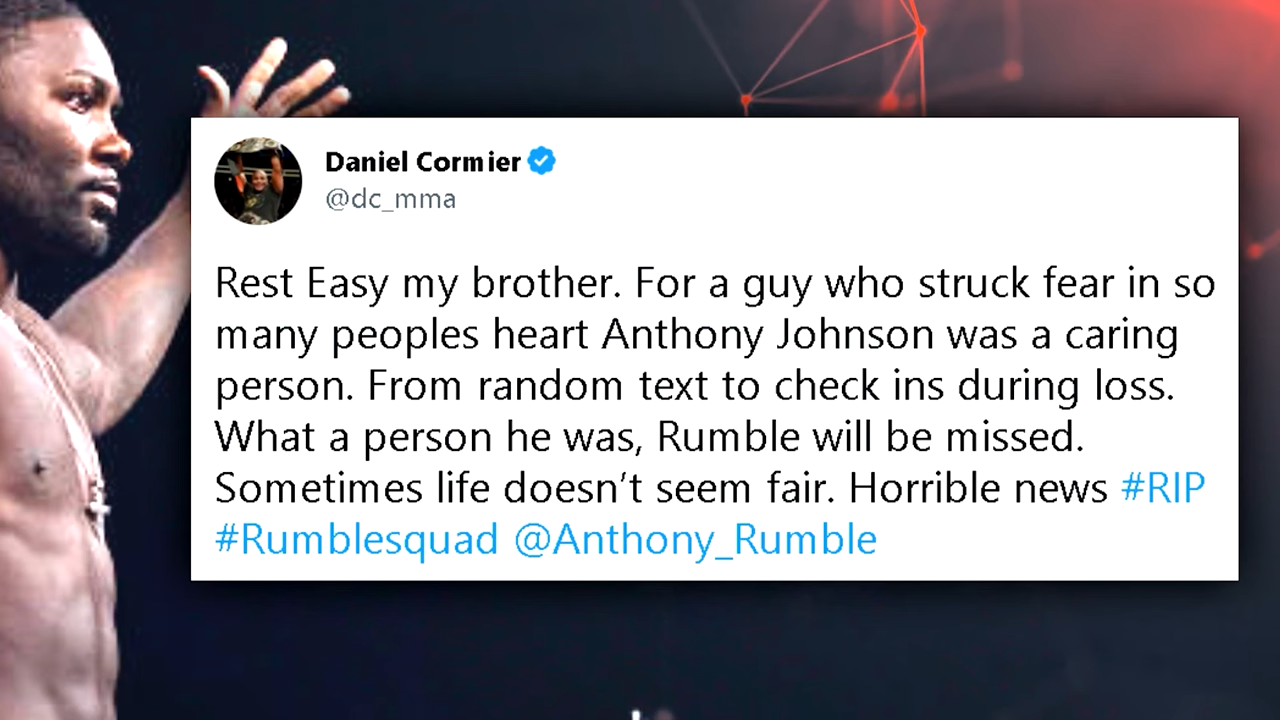 Daniel Cormier
@dc_mma
Rest Easy my brother. For a guy who struck fear in so
many peoples heart Anthony Johnson was a caring
person. From random text to check ins during loss.
What a person he was, Rumble will be missed.
Sometimes life doesn't seem fair. Horrible news #RIP
#Rumblesquad @Anthony_Rumble